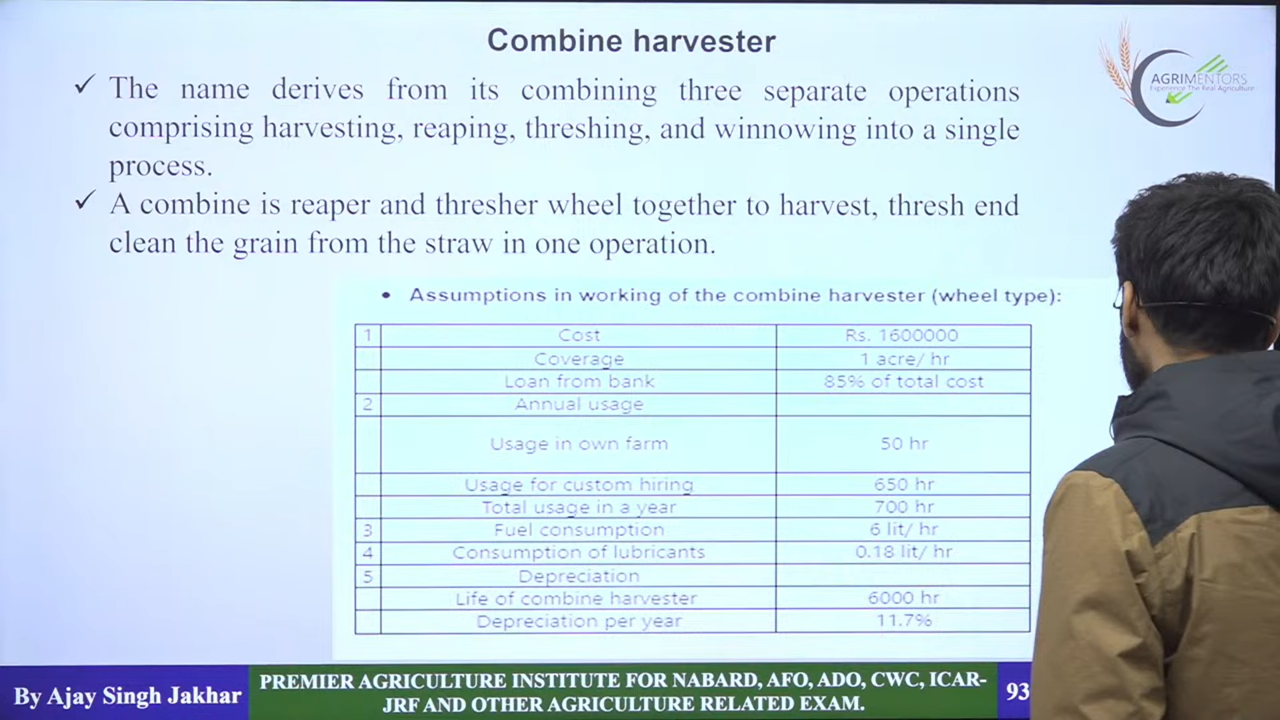 Combine harvester
✓ The name derives from its combining three separate operations
comprising harvesting, reaping, threshing, and winnowing into a single
process.
✓ A combine is reaper and thresher wheel together to harvest, thresh end
clean the grain from the straw in one operation.
AGRIMENTORS
Experience The Real Agriculture
• Assumptions in working of the combine harvester (wheel type):
1 Cost Rs. 1600000
Coverage 1 acre/ hr
Loan from bank 85% of total cost
2 Annual usage
Usage in own farm 50 hr
Usage for custom hiring 650 hr
Total usage in a year 700 hr
3 Fuel consumption 6 lit/ hr
4 Consumption of lubricants 0.18 lit/ hr
5 Depreciation
Life of combine harvester 6000 hr
Depreciation per year 11.7%
By Ajay Singh Jakhar
PREMIER AGRICULTURE INSTITUTE FOR NABARD, AFO, ADO, CWC, ICAR-
JRF AND OTHER AGRICULTURE RELATED EXAM.
93